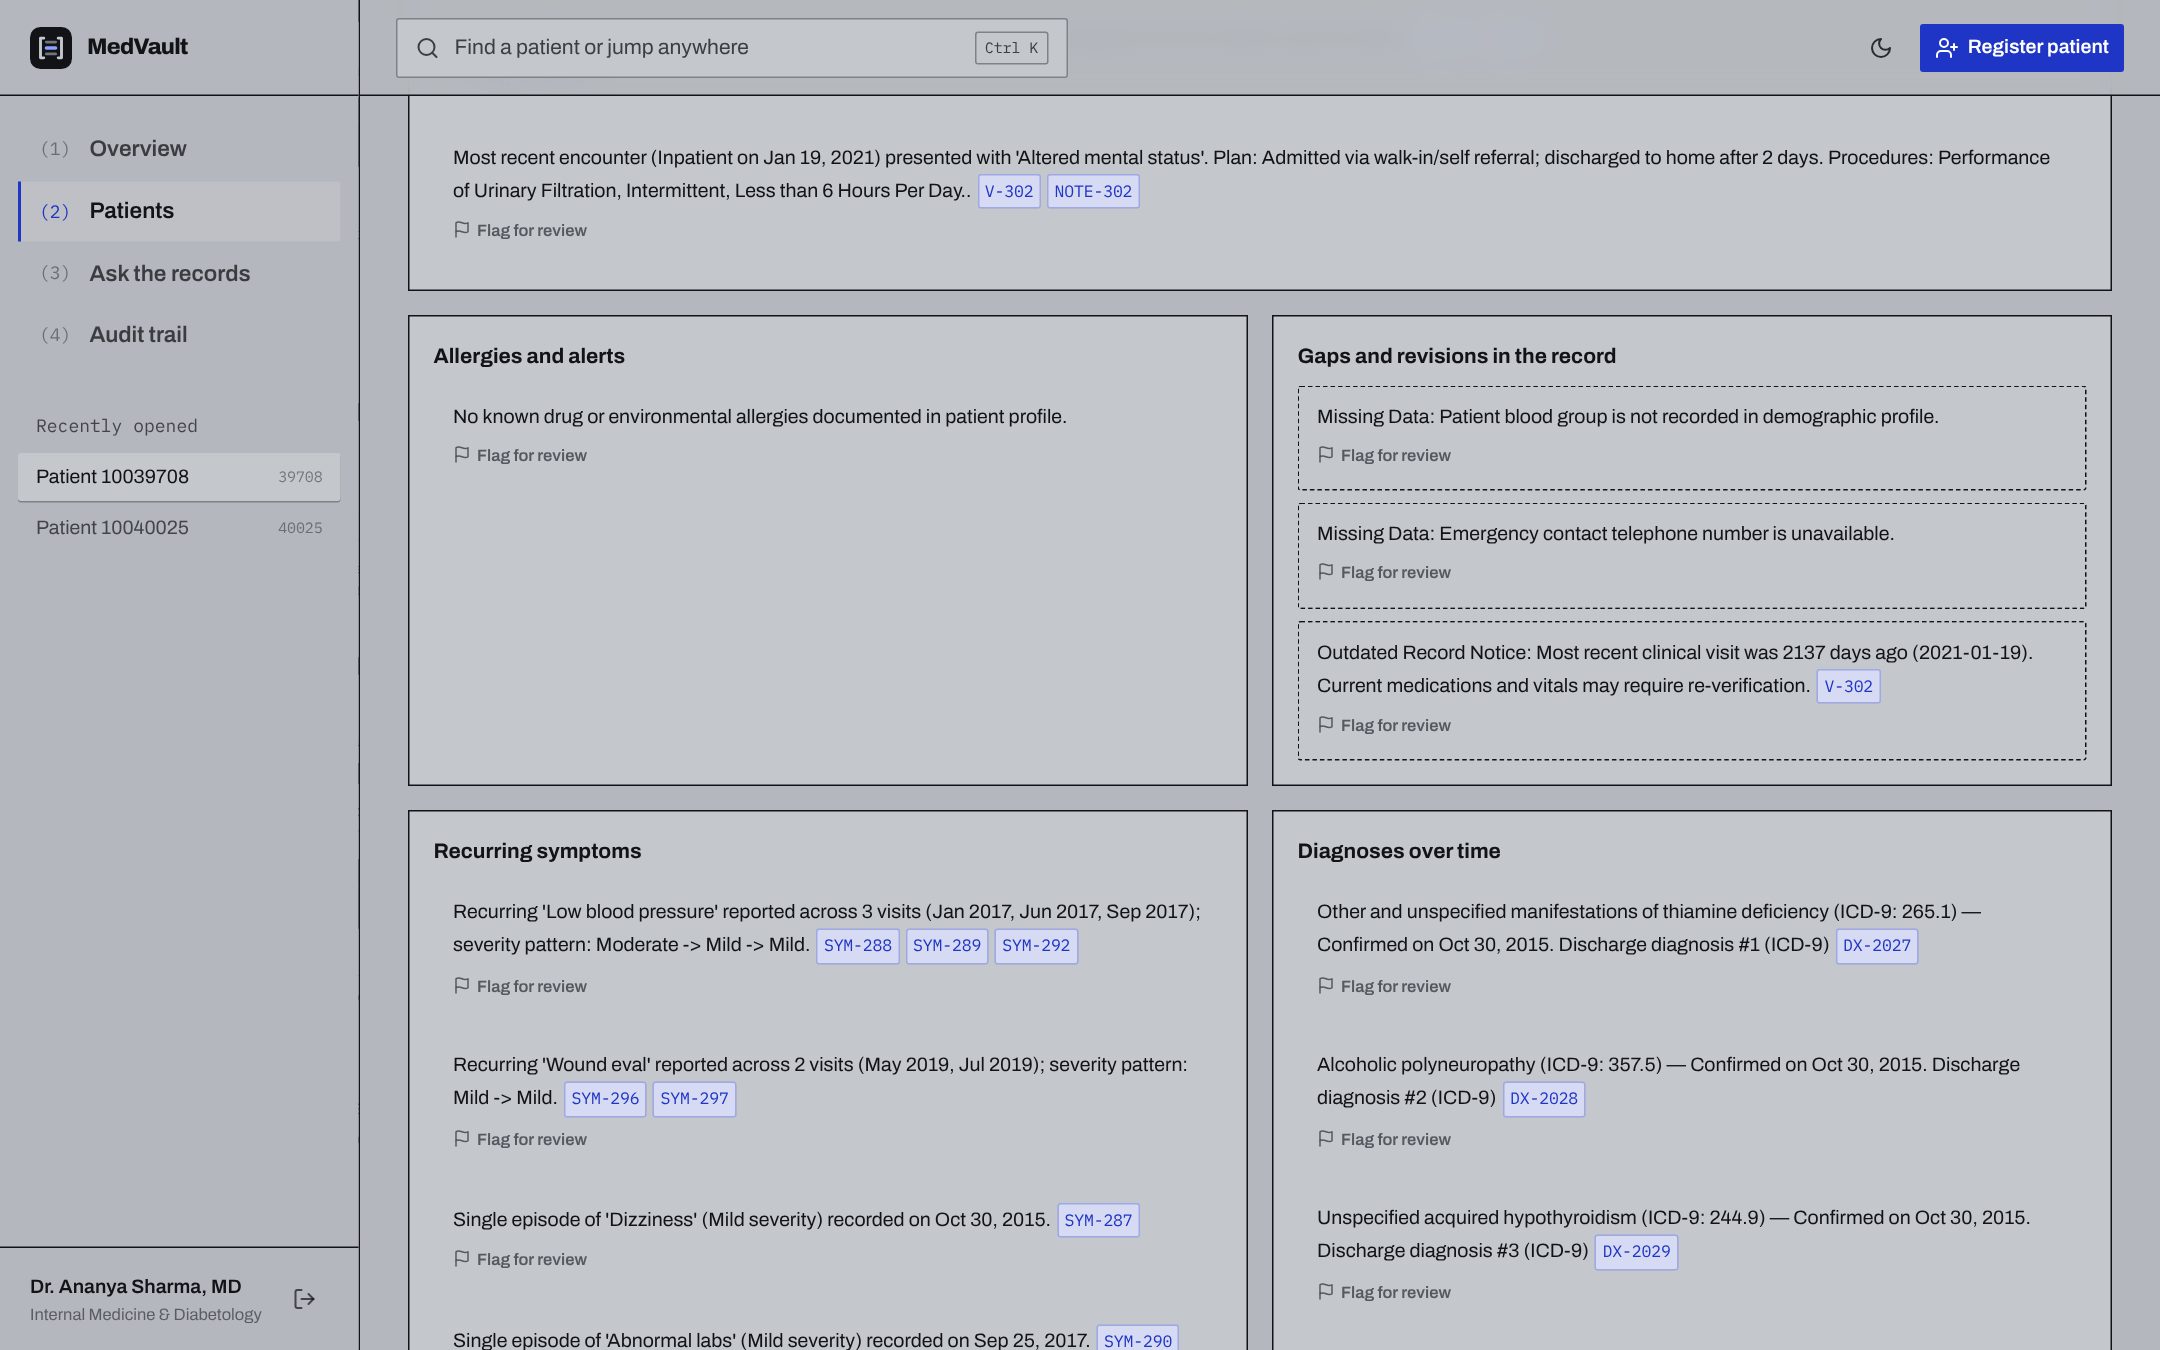 MedVault
Find a patient or jump anywhere
Ctrl K
Register patient
(1) Overview
(2) Patients
(3) Ask the records
(4) Audit trail
Recently opened
Patient 10039708 39708
Patient 10040025 40025
Dr. Ananya Sharma, MD
Internal Medicine & Diabetology
Most recent encounter (Inpatient on Jan 19, 2021) presented with 'Altered mental status'. Plan: Admitted via walk-in/self referral; discharged to home after 2 days. Procedures: Performance
of Urinary Filtration, Intermittent, Less than 6 Hours Per Day.. V-302 NOTE-302
Flag for review
Allergies and alerts
No known drug or environmental allergies documented in patient profile.
Flag for review
Gaps and revisions in the record
Missing Data: Patient blood group is not recorded in demographic profile.
Flag for review
Missing Data: Emergency contact telephone number is unavailable.
Flag for review
Outdated Record Notice: Most recent clinical visit was 2137 days ago (2021-01-19).
Current medications and vitals may require re-verification. V-302
Flag for review
Recurring symptoms
Recurring 'Low blood pressure' reported across 3 visits (Jan 2017, Jun 2017, Sep 2017);
severity pattern: Moderate -> Mild -> Mild. SYM-288 SYM-289 SYM-292
Flag for review
Recurring 'Wound eval' reported across 2 visits (May 2019, Jul 2019); severity pattern:
Mild -> Mild. SYM-296 SYM-297
Flag for review
Single episode of 'Dizziness' (Mild severity) recorded on Oct 30, 2015. SYM-287
Flag for review
Single episode of 'Abnormal labs' (Mild severity) recorded on Sep 25, 2017. SYM-290
Diagnoses over time
Other and unspecified manifestations of thiamine deficiency (ICD-9: 265.1) —
Confirmed on Oct 30, 2015. Discharge diagnosis #1 (ICD-9) DX-2027
Flag for review
Alcoholic polyneuropathy (ICD-9: 357.5) — Confirmed on Oct 30, 2015. Discharge
diagnosis #2 (ICD-9) DX-2028
Flag for review
Unspecified acquired hypothyroidism (ICD-9: 244.9) — Confirmed on Oct 30, 2015.
Discharge diagnosis #3 (ICD-9) DX-2029
Flag for review